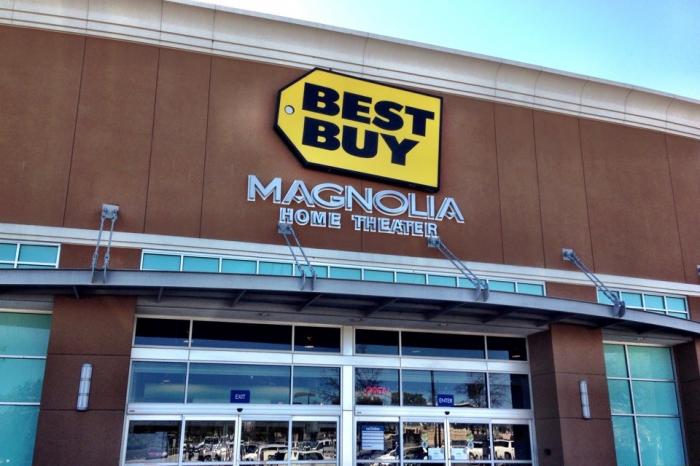 BEST
BUY
MAGNOLIA
HOME THEATER
EXIT
ENTER